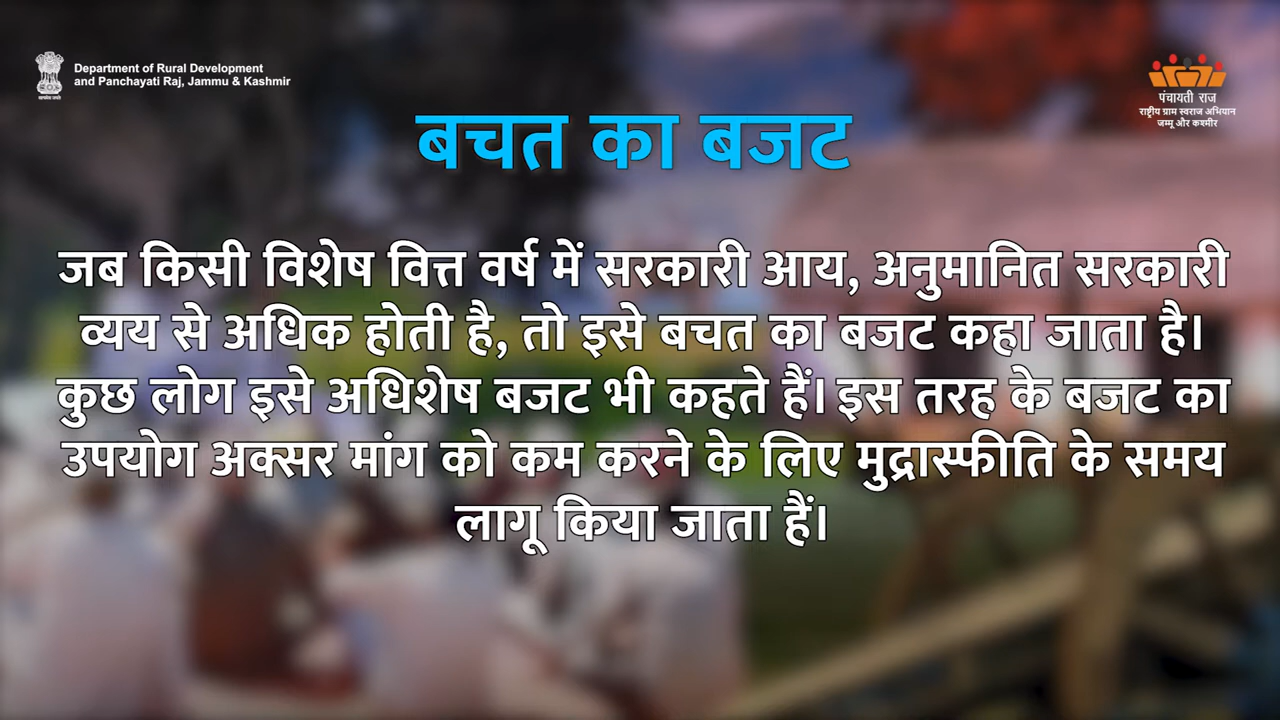 Department of Rural Development
and Panchayati Raj, Jammu & Kashmir
पंचायती राज
राष्ट्रीय ग्राम स्वराज अभियान
जम्मू और कश्मीर
बचत का बजट
जब किसी विशेष वित्त वर्ष में सरकारी आय, अनुमानित सरकारी
व्यय से अधिक होती है, तो इसे बचत का बजट कहा जाता है।
कुछ लोग इसे अधिशेष बजट भी कहते हैं। इस तरह के बजट का
उपयोग अक्सर मांग को कम करने के लिए मुद्रास्फीति के समय
लागू किया जाता हैं।